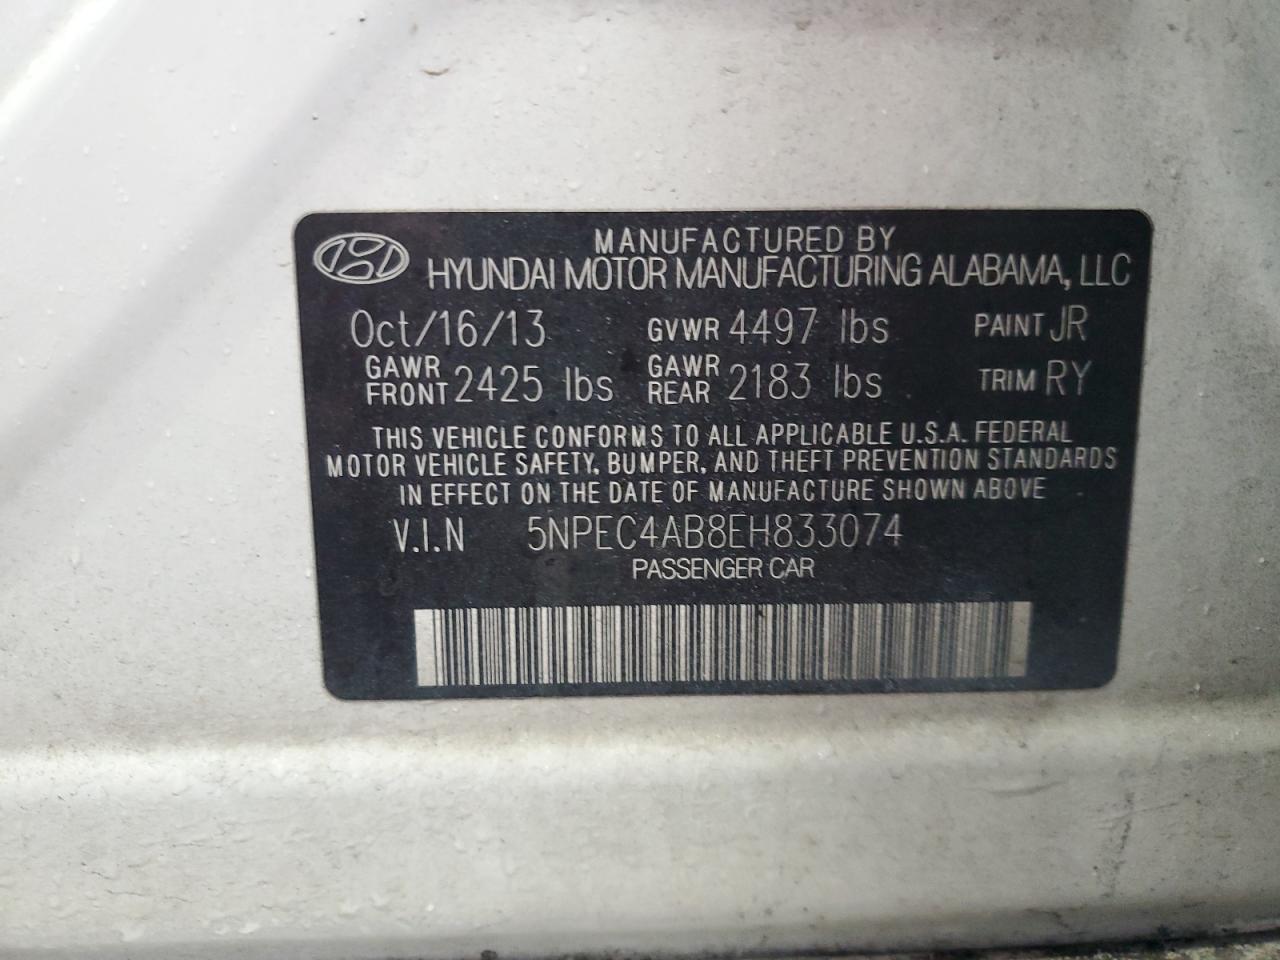 MANUFACTURED BY
HYUNDAI MOTOR MANUFACTURING ALABAMA, LLC
Oct/16/13 GVWR 4497 lbs PAINT JR
GAWR FRONT 2425 lbs GAWR REAR 2183 lbs TRIM RY
THIS VEHICLE CONFORMS TO ALL APPLICABLE U.S.A. FEDERAL
MOTOR VEHICLE SAFETY, BUMPER, AND THEFT PREVENTION STANDARDS
IN EFFECT ON THE DATE OF MANUFACTURE SHOWN ABOVE
V.I.N 5NPEC4AB8EH833074
PASSENGER CAR